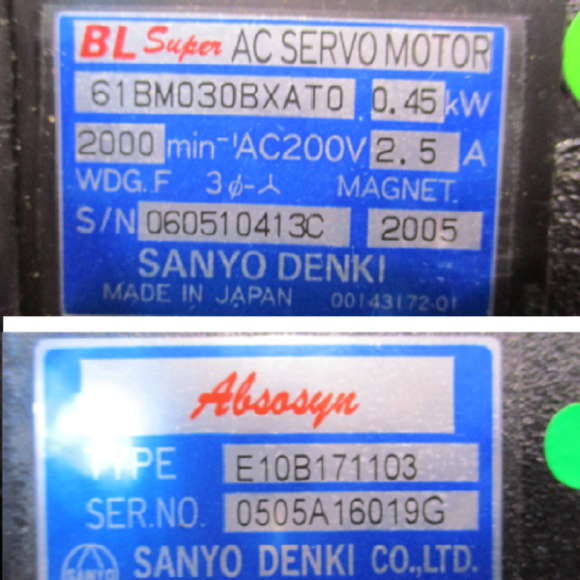 BL Super AC SERVO MOTOR
61BM030BXAT0 . 0.45 kW
2000 min⁻¹ AC200V 2.5 A
WDG. F 3φ-⅄ MAGNET.
S/N 060510413C 2005
SANYO DENKI
MADE IN JAPAN 00143172-01
Absosyn
TYPE E10B171103
SER.NO. 0505A16019G
SANYO SANYO DENKI CO.,LTD.